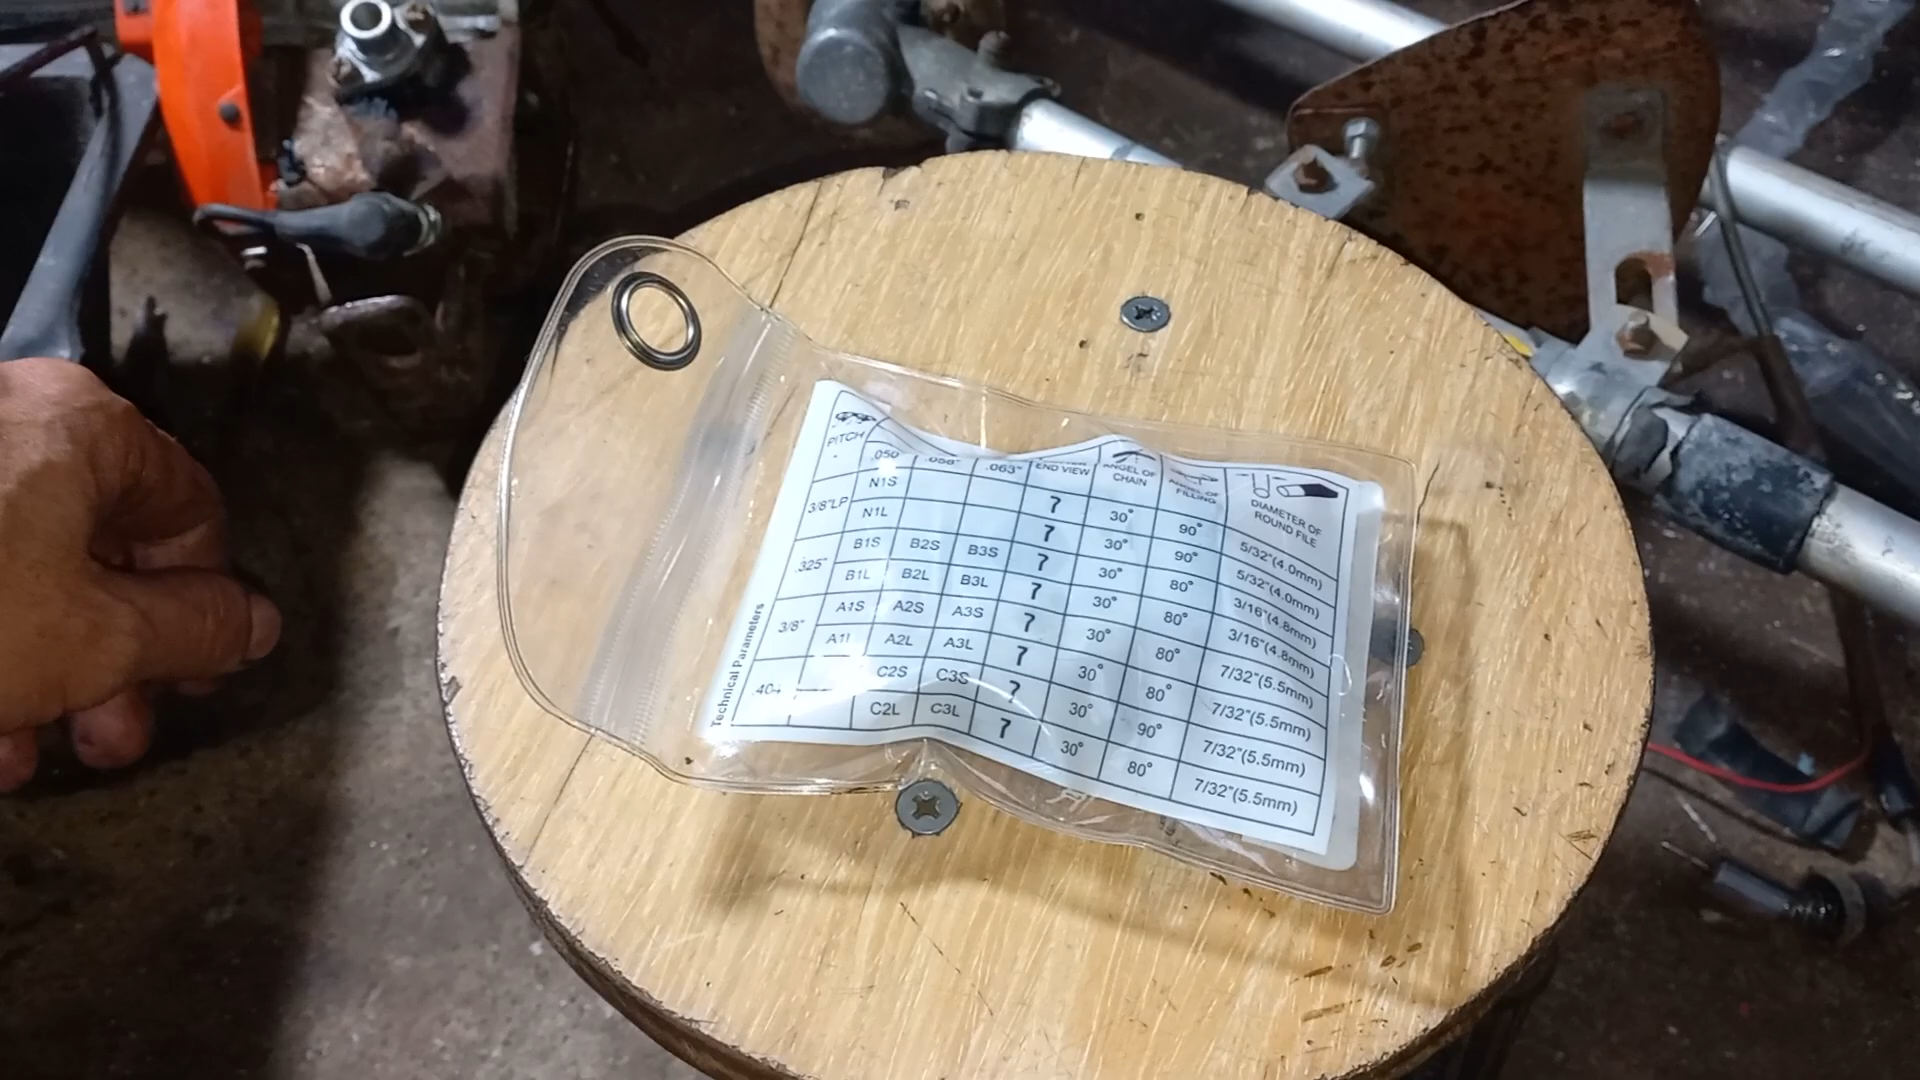 PITCH .050 .058" .063" END VIEW ANGEL OF CHAIN ANGEL OF FILLING DIAMETER OF ROUND FILE
3/8"LP N1S 30° 90° 5/32"(4.0mm)
N1L 30° 90° 5/32"(4.0mm)
.325" B1S B2S B3S 30° 80° 3/16"(4.8mm)
B1L B2L B3L 30° 80° 3/16"(4.8mm)
3/8" A1S A2S A3S 30° 80° 7/32"(5.5mm)
A1L A2L A3L 30° 80° 7/32"(5.5mm)
.404 C2S C3S 30° 90° 7/32"(5.5mm)
C2L C3L 30° 80° 7/32"(5.5mm)
Technical Parameters